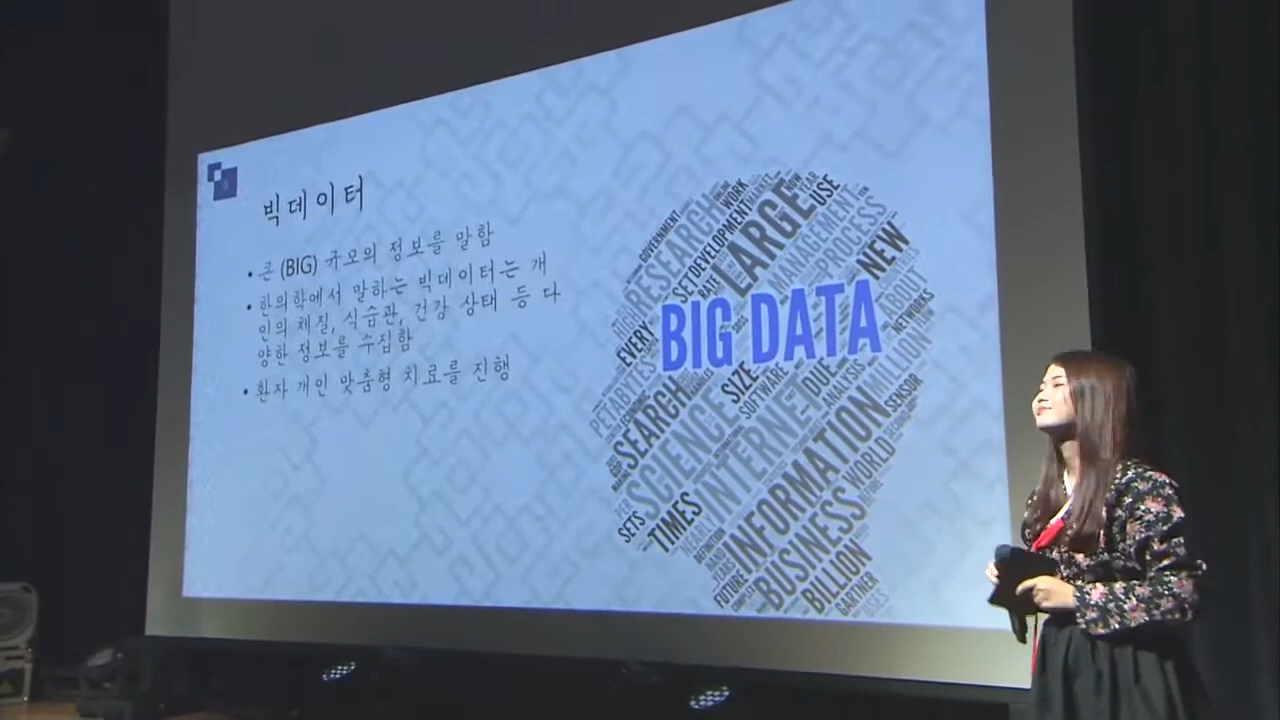 빅데이터
• 큰 (BIG) 규모의 정보를 말함
• 한의학에서 말하는 빅데이터는 개
인의 체질, 식습관, 건강 상태 등 다
양한 정보를 수집함
• 환자 개인 맞춤형 치료를 진행
GOVERNMENT
RESEARCH
WORK
SET
DEVELOPMENT
RATE
LARGE
USE
MANAGEMENT
PROCESS
NEW
ABOUT
NETWORKS
BIG DATA
EVERY
PETABYTES
SIZE
SOFTWARE
DUE
ANALYSIS
MILLION
SENSOR
SEARCH
SCIENCE
INTERNET
INFORMATION
WORLD
SETS
TIMES
BUSINESS
FUTURE
BILLION
GARTNER